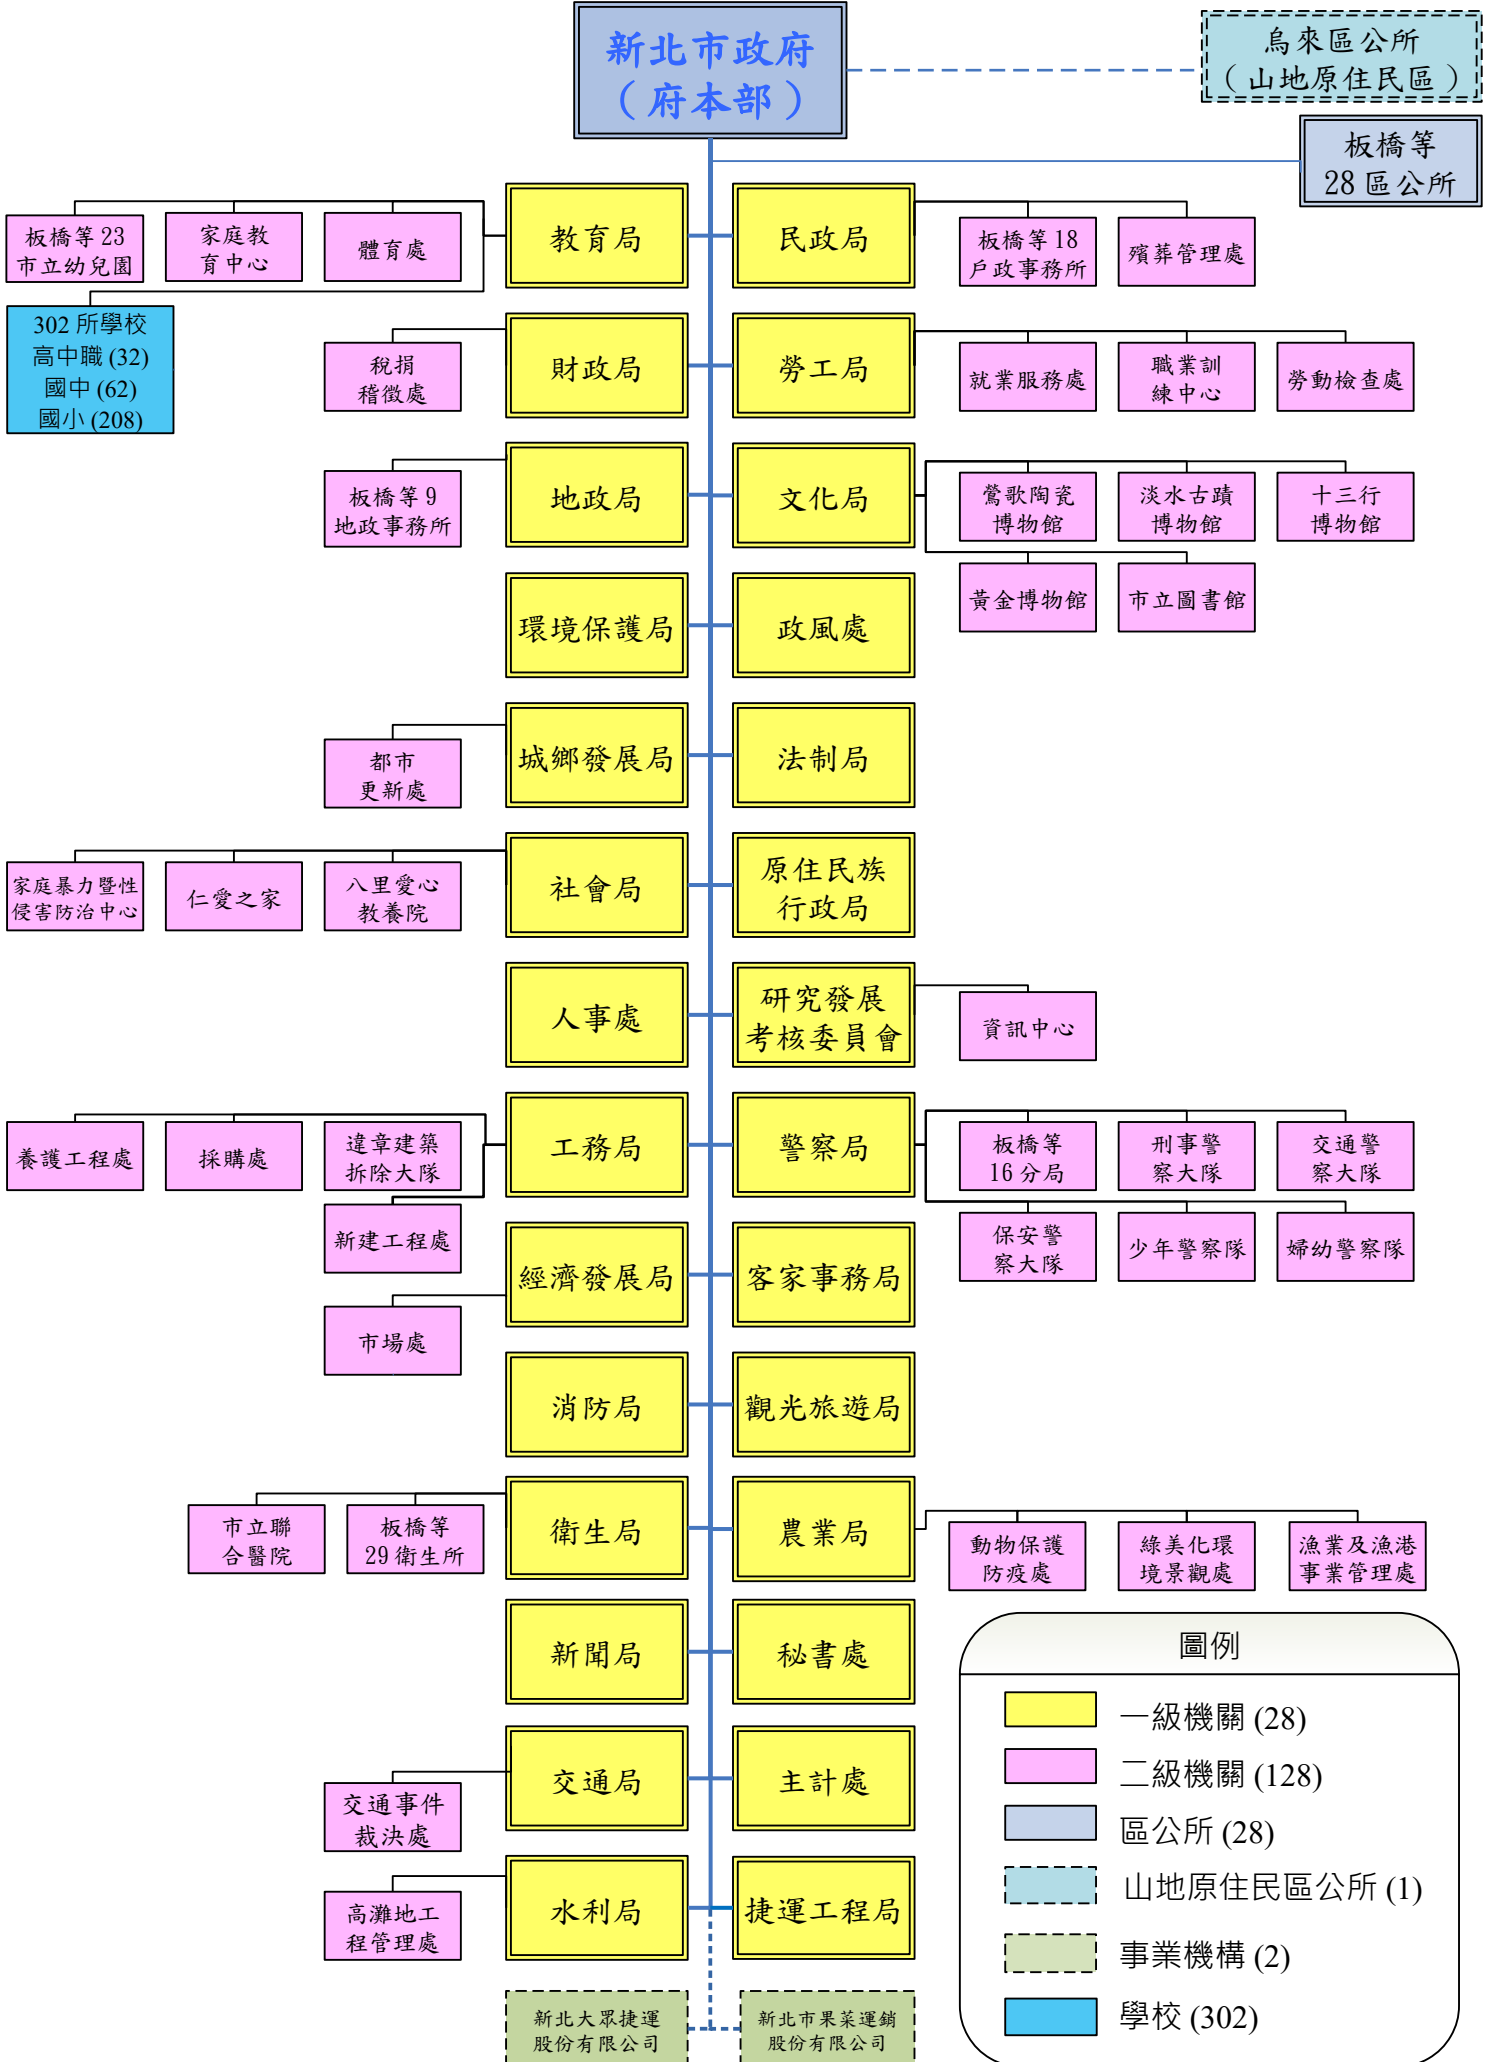 新北市政府
(府本部)
烏來區公所
(山地原住民區)
板橋等
28 區公所
板橋等 23
市立幼兒園
家庭教
育中心
體育處
教育局
民政局
板橋等 18
戶政事務所
殯葬管理處
302 所學校
高中職 (32)
國中 (62)
國小 (208)
稅捐
稽徵處
財政局
勞工局
就業服務處
職業訓
練中心
勞動檢查處
板橋等 9
地政事務所
地政局
文化局
鶯歌陶瓷
博物館
淡水古蹟
博物館
十三行
博物館
黃金博物館
市立圖書館
環境保護局
政風處
都市
更新處
城鄉發展局
法制局
家庭暴力暨性
侵害防治中心
仁愛之家
八里愛心
教養院
社會局
原住民族
行政局
人事處
研究發展
考核委員會
資訊中心
養護工程處
採購處
違章建築
拆除大隊
新建工程處
工務局
警察局
板橋等
16 分局
刑事警
察大隊
交通警
察大隊
保安警
察大隊
少年警察隊
婦幼警察隊
經濟發展局
客家事務局
市場處
消防局
觀光旅遊局
市立聯
合醫院
板橋等
29 衛生所
衛生局
農業局
動物保護
防疫處
綠美化環
境景觀處
漁業及漁港
事業管理處
新聞局
秘書處
交通事件
裁決處
交通局
主計處
高灘地工
程管理處
水利局
捷運工程局
新北大眾捷運
股份有限公司
新北市果菜運銷
股份有限公司
圖例
一級機關 (28)
二級機關 (128)
區公所 (28)
山地原住民區公所 (1)
事業機構 (2)
學校 (302)